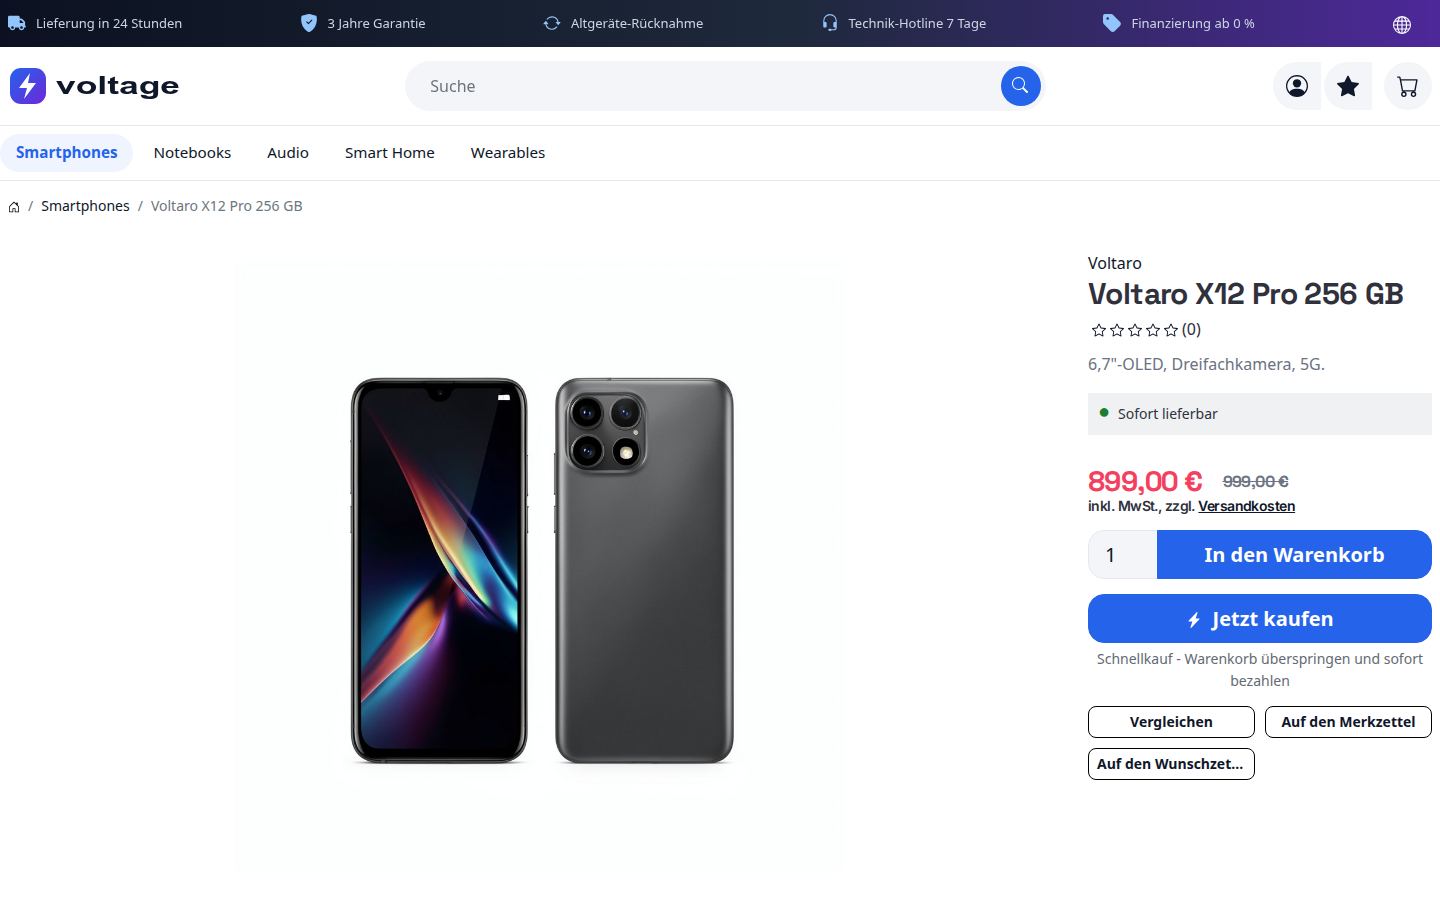 Lieferung in 24 Stunden
3 Jahre Garantie
Altgeräte-Rücknahme
Technik-Hotline 7 Tage
Finanzierung ab 0 %
voltage
Suche
Smartphones
Notebooks
Audio
Smart Home
Wearables
/ Smartphones / Voltaro X12 Pro 256 GB
Voltaro
Voltaro X12 Pro 256 GB
(0)
6,7"-OLED, Dreifachkamera, 5G.
Sofort lieferbar
899,00 € 999,00 €
inkl. MwSt., zzgl. Versandkosten
1
In den Warenkorb
Jetzt kaufen
Schnellkauf - Warenkorb überspringen und sofort
bezahlen
Vergleichen
Auf den Merkzettel
Auf den Wunschzet...